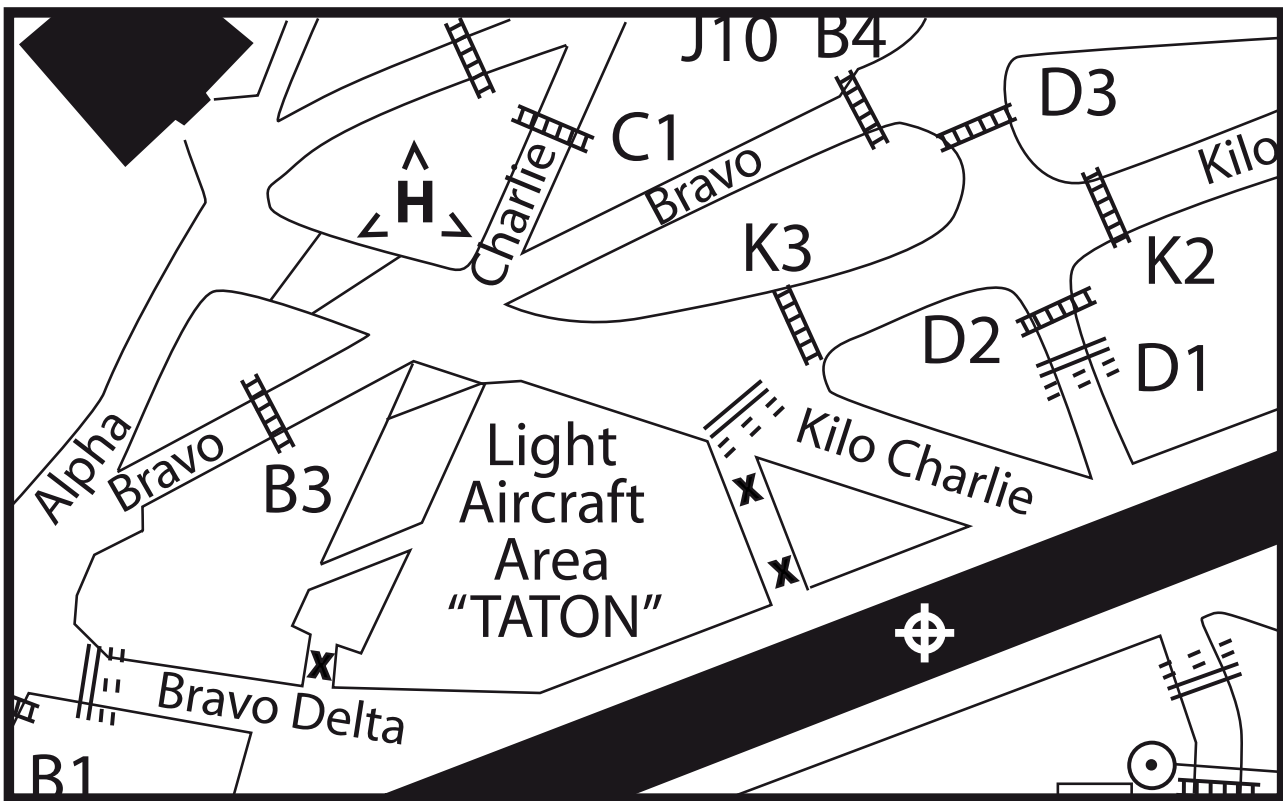 J10 B4
D3
C1
Charlie
Bravo
Kilo
H
K3
K2
D2
D1
Alpha
Bravo
B3
Light
Aircraft
Area
“TATON”
Kilo Charlie
X
X
X
Bravo Delta
B1